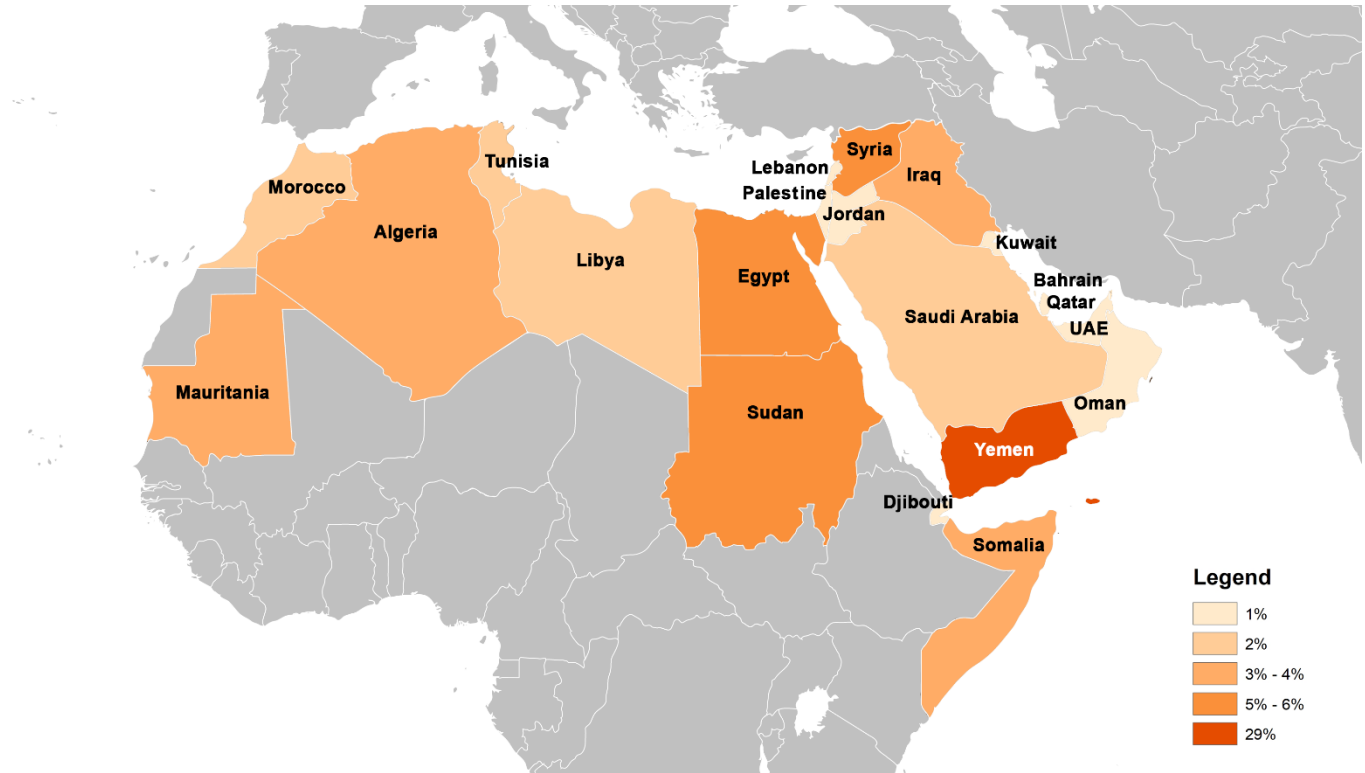 Syria
Lebanon
Tunisia
Iraq
Morocco
Palestine
Jordan
Algeria
Kuwait
Libya
Egypt
Bahrain
Qatar
Saudi Arabia
UAE
Mauritania
Oman
Sudan
Yemen
Djibouti
Somalia
Legend
1%
2%
3% - 4%
5% - 6%
29%